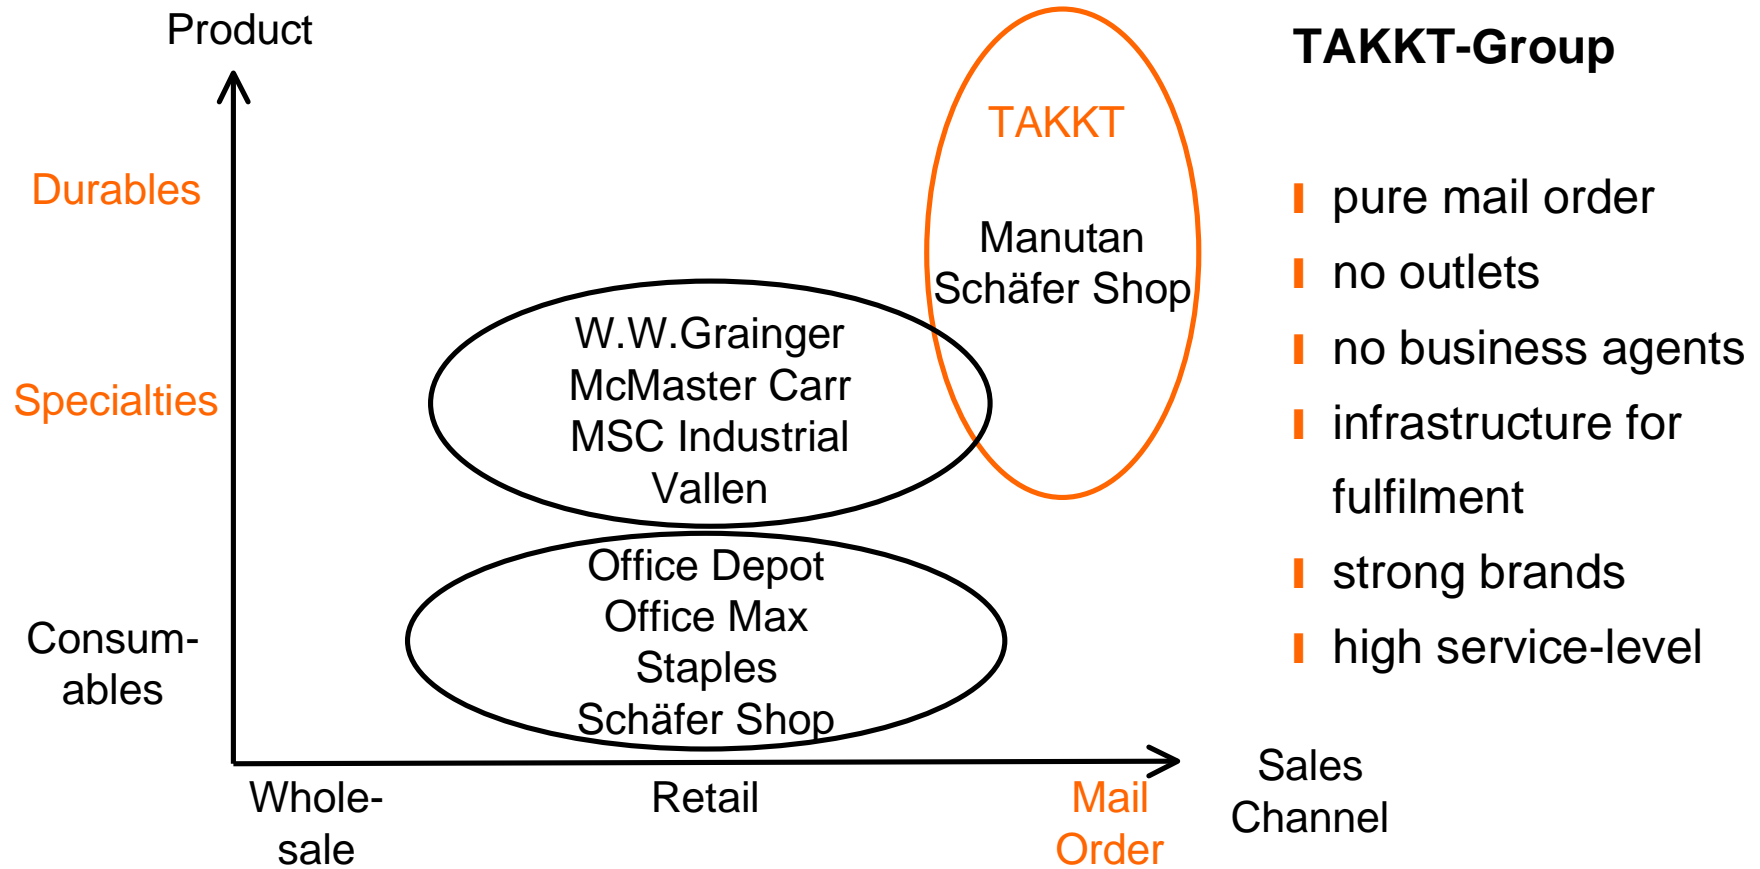 Product
Durables
Specialties
Consum-
ables
TAKKT
Manutan
Schäfer Shop
W.W.Grainger
McMaster Carr
MSC Industrial
Vallen
Office Depot
Office Max
Staples
Schäfer Shop
Whole-
sale
Retail
Mail
Order
Sales
Channel
TAKKT-Group
pure mail order
no outlets
no business agents
infrastructure for
fulfilment
strong brands
high service-level